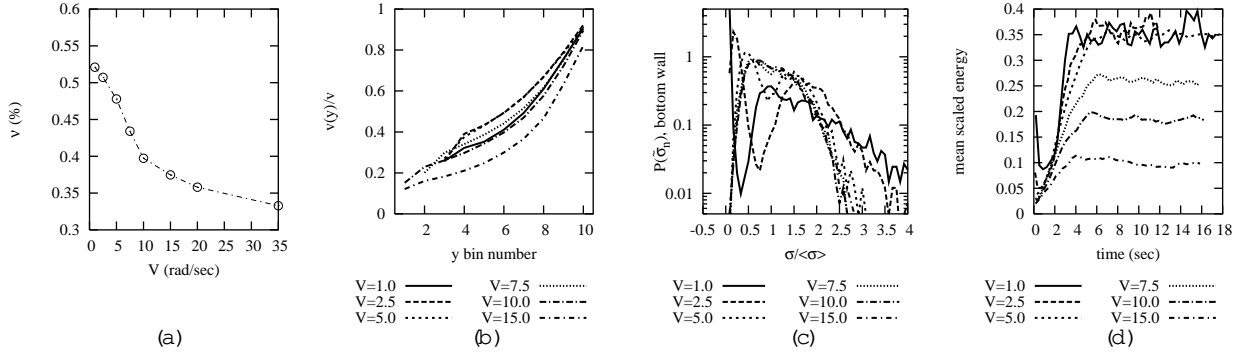 0.6
0.55
0.5
0.45
0.4
0.35
0.3
0 5 10 15 20 25 30 35
ν (%)
V (rad/sec)
(a)
1
0.8
0.6
0.4
0.2
0
2 4 6 8 10
v(y)/v
y bin number
V=1.0
V=2.5
V=5.0
V=7.5
V=10.0
V=15.0
(b)
1
0.1
0.01
-0.5 0.1 0.7 1.2 1.8 2.3 2.9 3.5 4
P(σ̃n), bottom wall
σ/<σ>
V=1.0
V=2.5
V=5.0
V=7.5
V=10.0
V=15.0
(c)
0.4
0.35
0.3
0.25
0.2
0.15
0.1
0.05
0
0 2 4 6 8 10 12 14 16 18
mean scaled energy
time (sec)
V=1.0
V=2.5
V=5.0
V=7.5
V=10.0
V=15.0
(d)